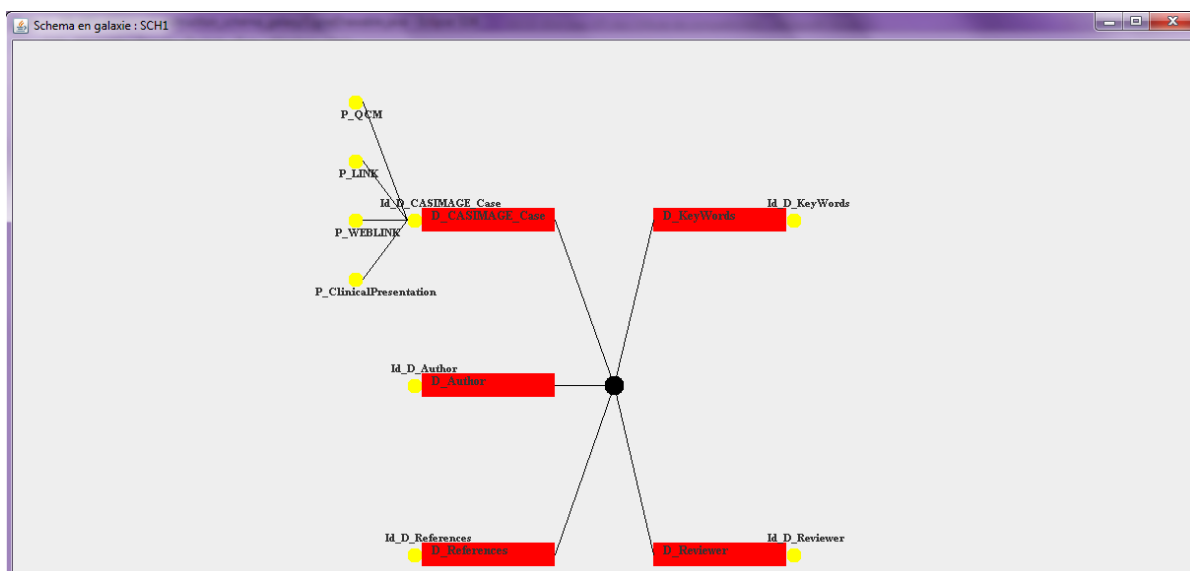 Schema en galaxie : SCH1
P_QCM
P_LINK
Id_D_CASIMAGE_Case
Id_D_KeyWords
D_CASIMAGE_Case
D_KeyWords
P_WEBLINK
P_ClinicalPresentation
Id_D_Author
D_Author
Id_D_References
Id_D_Reviewer
D_References
D_Reviewer